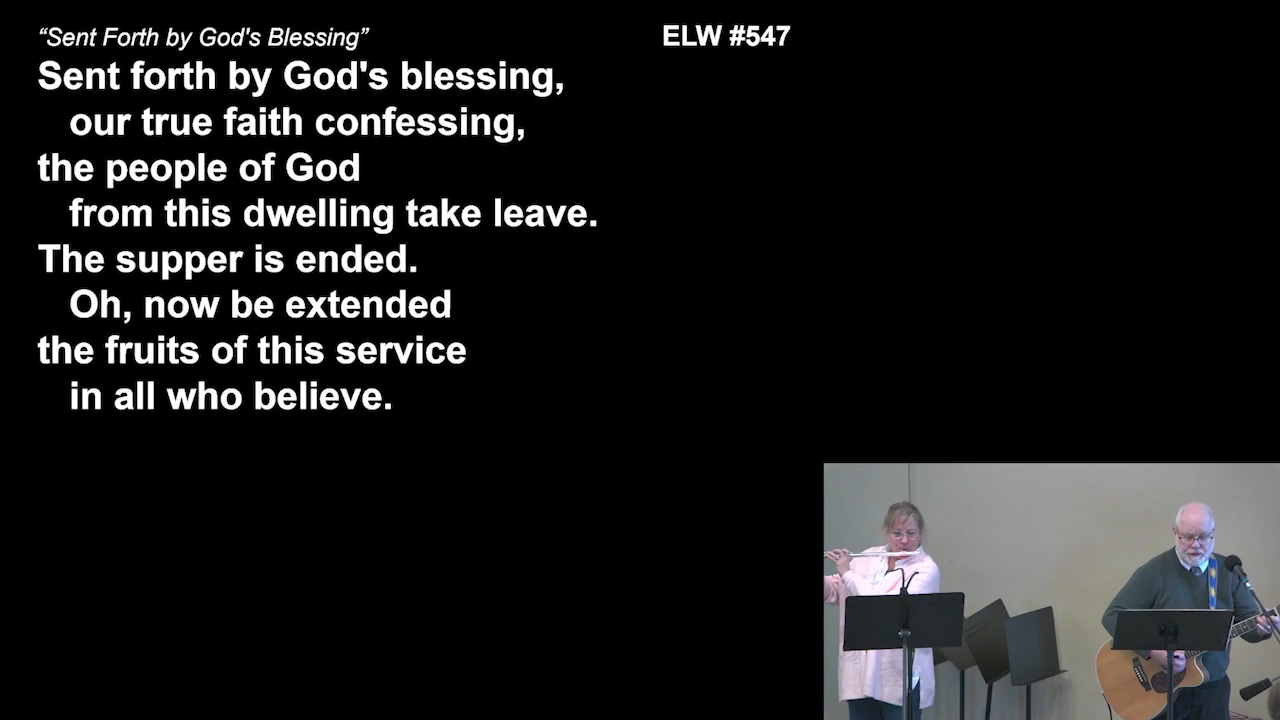 “Sent Forth by God's Blessing”
ELW #547
Sent forth by God's blessing,
our true faith confessing,
the people of God
from this dwelling take leave.
The supper is ended.
Oh, now be extended
the fruits of this service
in all who believe.